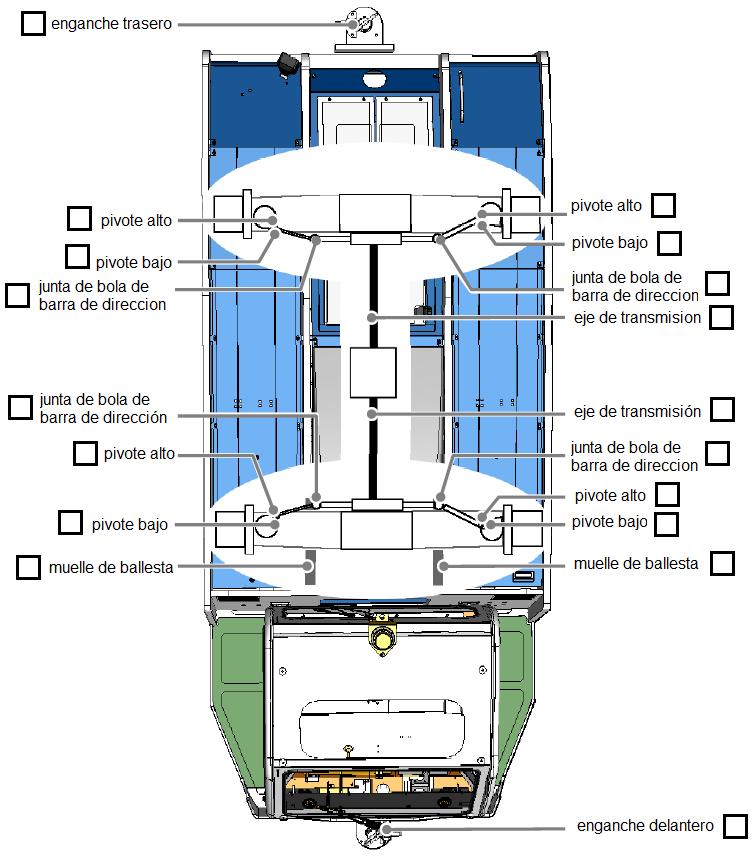 enganche trasero
pivote alto
pivote alto
pivote bajo
pivote bajo
junta de bola de
barra de direccion
junta de bola de
barra de direccion
eje de transmision
junta de bola de
barra de dirección
eje de transmisión
pivote alto
junta de bola de
barra de direccion
pivote alto
pivote bajo
pivote bajo
muelle de ballesta
muelle de ballesta
enganche delantero